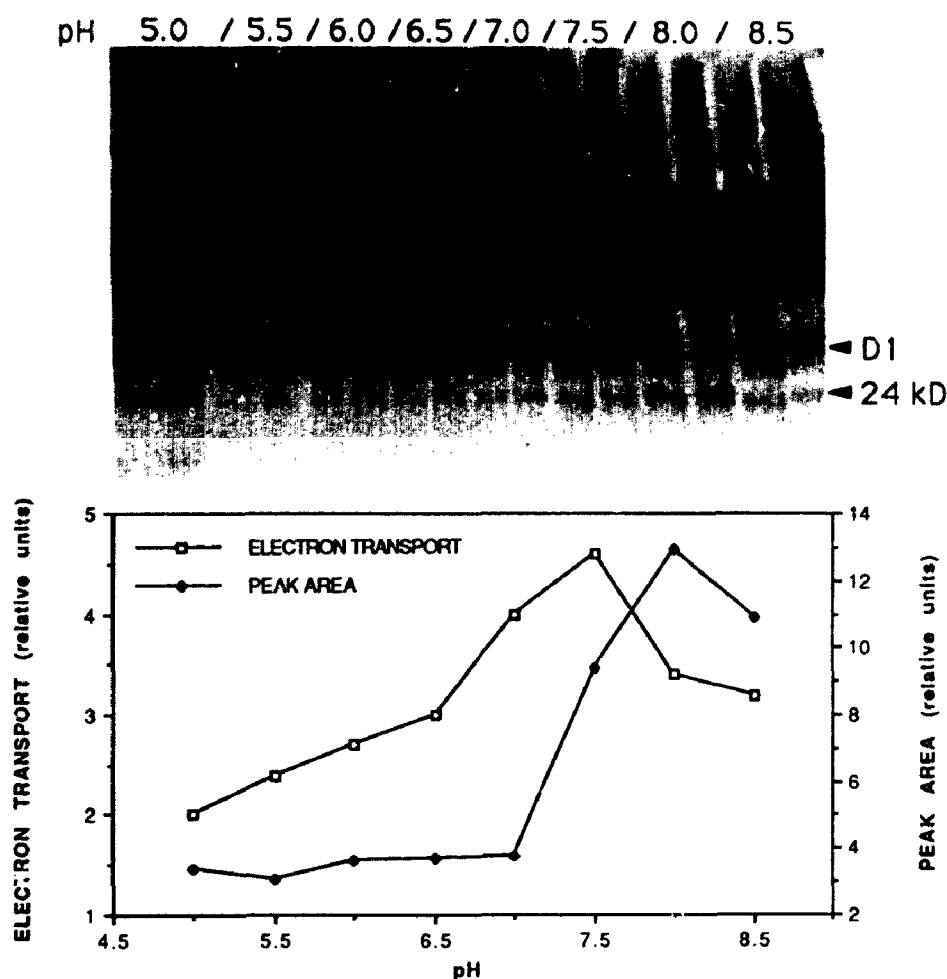 pH 5.0 / 5.5 / 6.0 / 6.5 / 7.0 / 7.5 / 8.0 / 8.5
D1
24 kD
ELECTRON TRANSPORT (relative units)
5
4
3
2
1
ELECTRON TRANSPORT
PEAK AREA
14
12
10
8
6
4
2
PEAK AREA (relative units)
4.5 5.5 6.5 7.5 8.5
pH